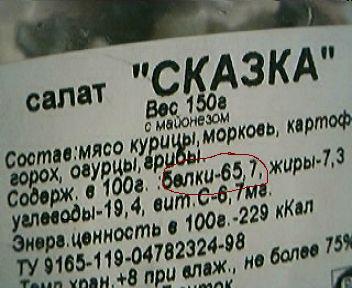 салат "СКАЗКА"
Вес 150г
с майонезом
Состав:мясо курицы,морковь, картоф
горох, огурцы,грибы.
Содерж. в 100г. :белки-65,7, жиры-7,3
углеводы-19,4, вит.С-6,7мг.
Энерг.ценность в 100г.-229 кКал
ТУ 9165-119-04782324-98
Темп.хран.+8 при влаж., не более 75%